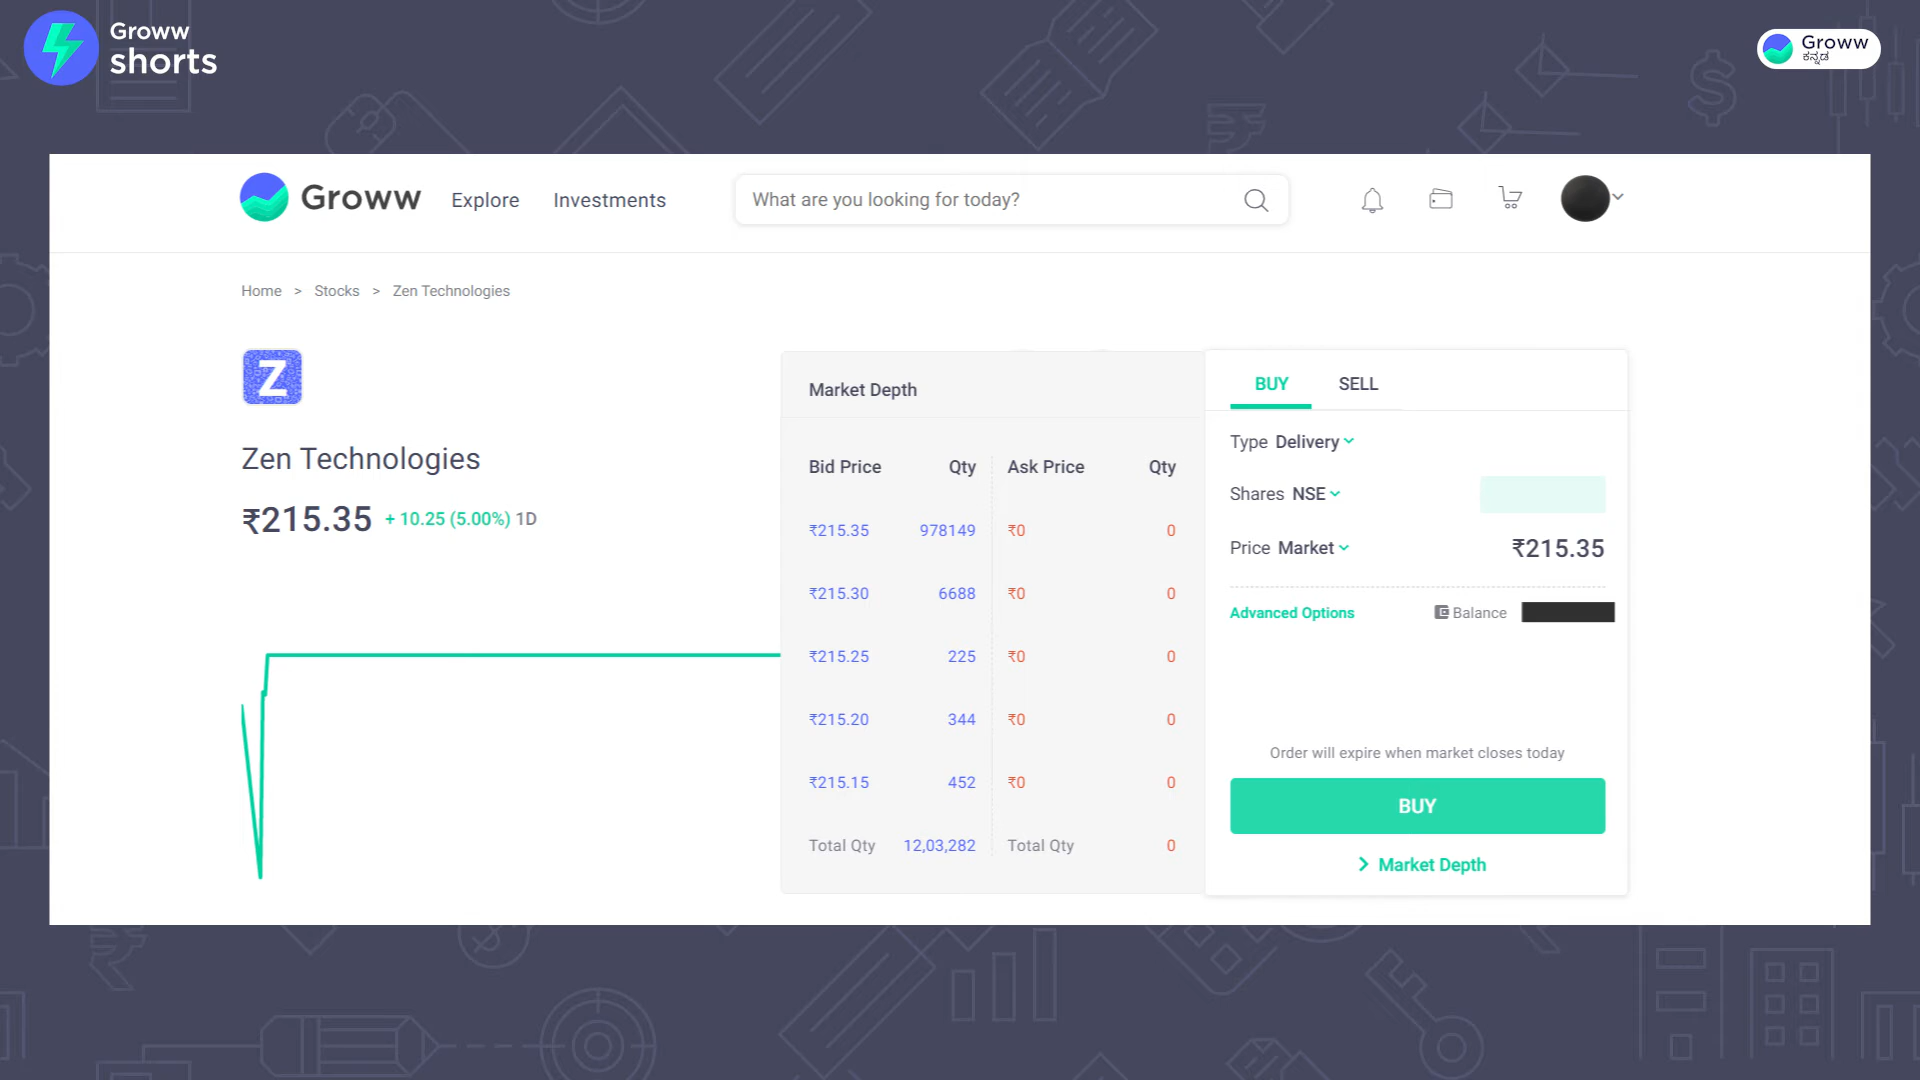 Groww
shorts
Groww
ಕನ್ನಡ
Groww
Explore
Investments
What are you looking for today?
Home > Stocks > Zen Technologies
Z
Zen Technologies
₹215.35 + 10.25 (5.00%) 1D
Market Depth
Bid Price Qty Ask Price Qty
₹215.35 978149 ₹0 0
₹215.30 6688 ₹0 0
₹215.25 225 ₹0 0
₹215.20 344 ₹0 0
₹215.15 452 ₹0 0
Total Qty 12,03,282 Total Qty 0
BUY SELL
Type Delivery
Shares NSE
Price Market ₹215.35
Advanced Options Balance
Order will expire when market closes today
BUY
Market Depth